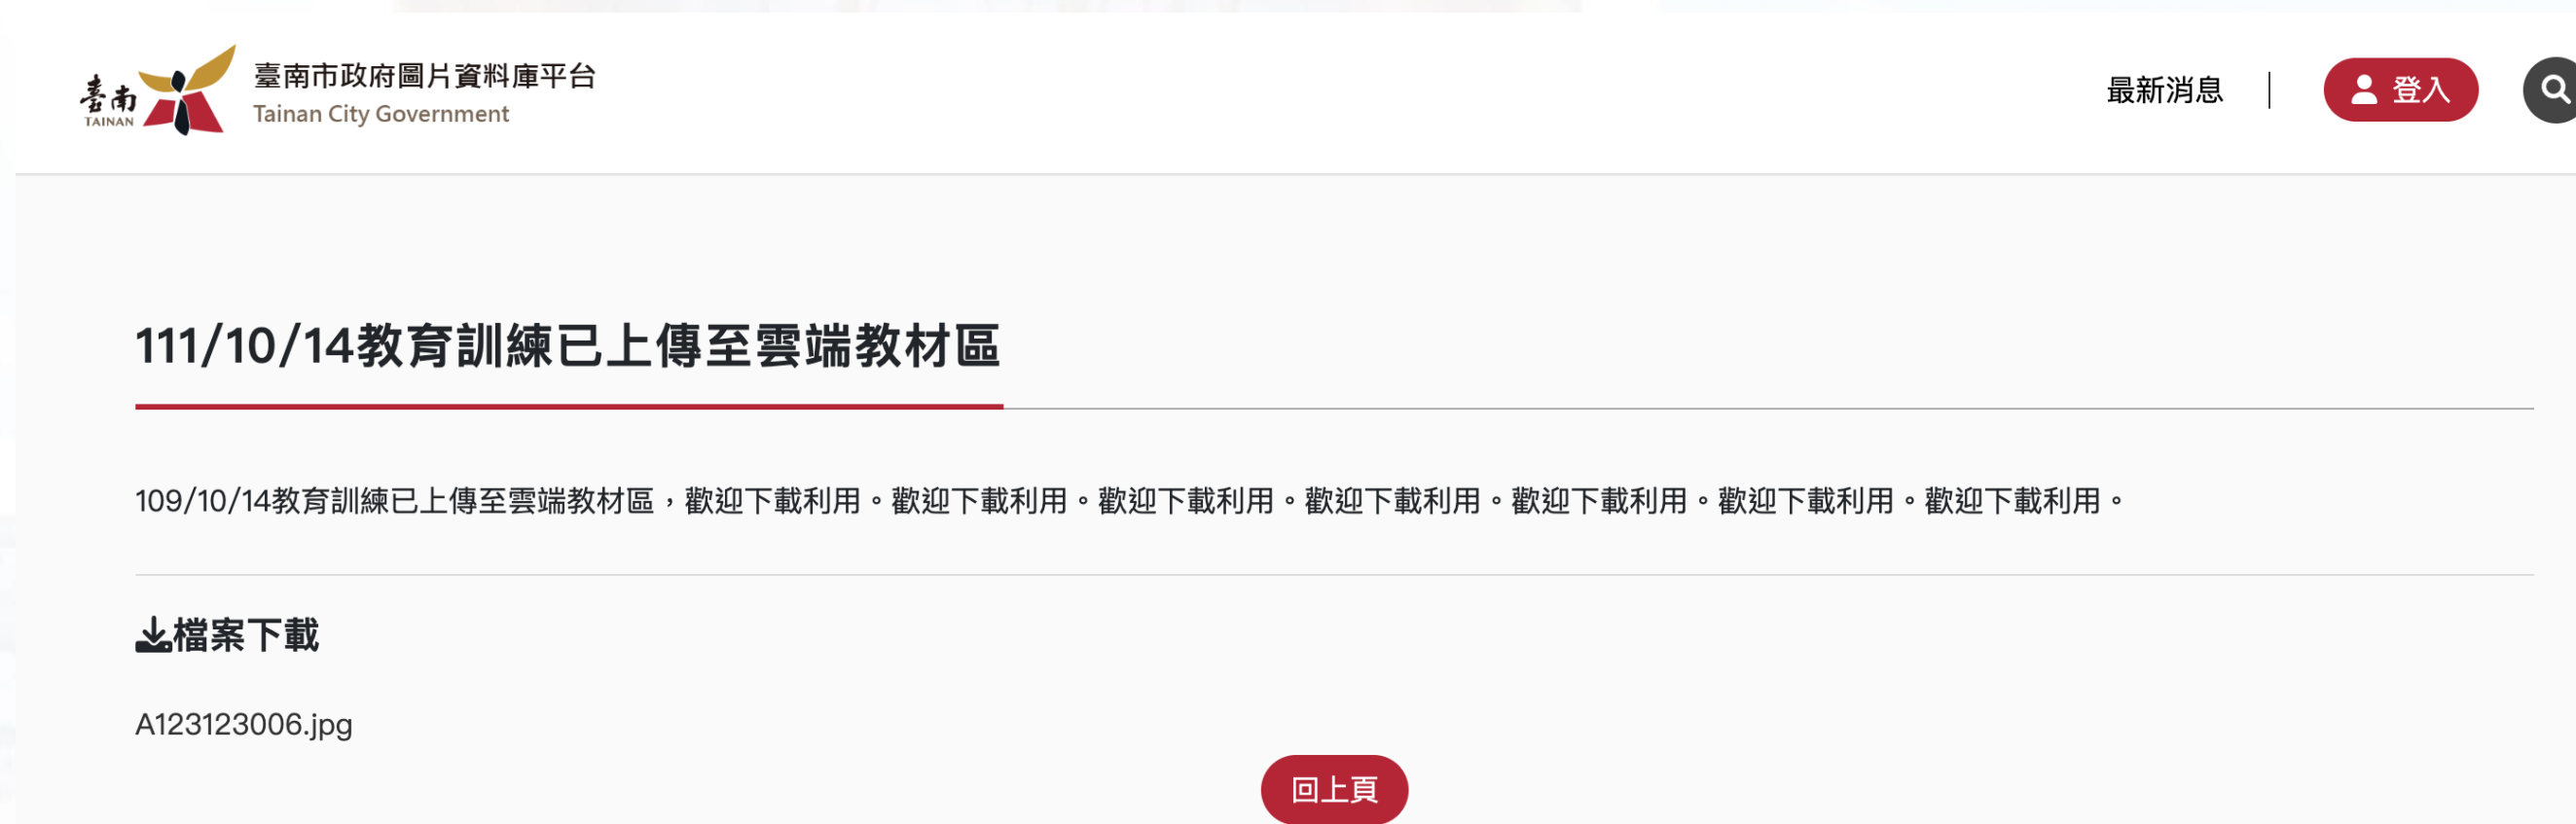 臺南
TAINAN
臺南市政府圖片資料庫平台
Tainan City Government
最新消息
登入
111/10/14教育訓練已上傳至雲端教材區
109/10/14教育訓練已上傳至雲端教材區，歡迎下載利用。歡迎下載利用。歡迎下載利用。歡迎下載利用。歡迎下載利用。歡迎下載利用。歡迎下載利用。
檔案下載
A123123006.jpg
回上頁